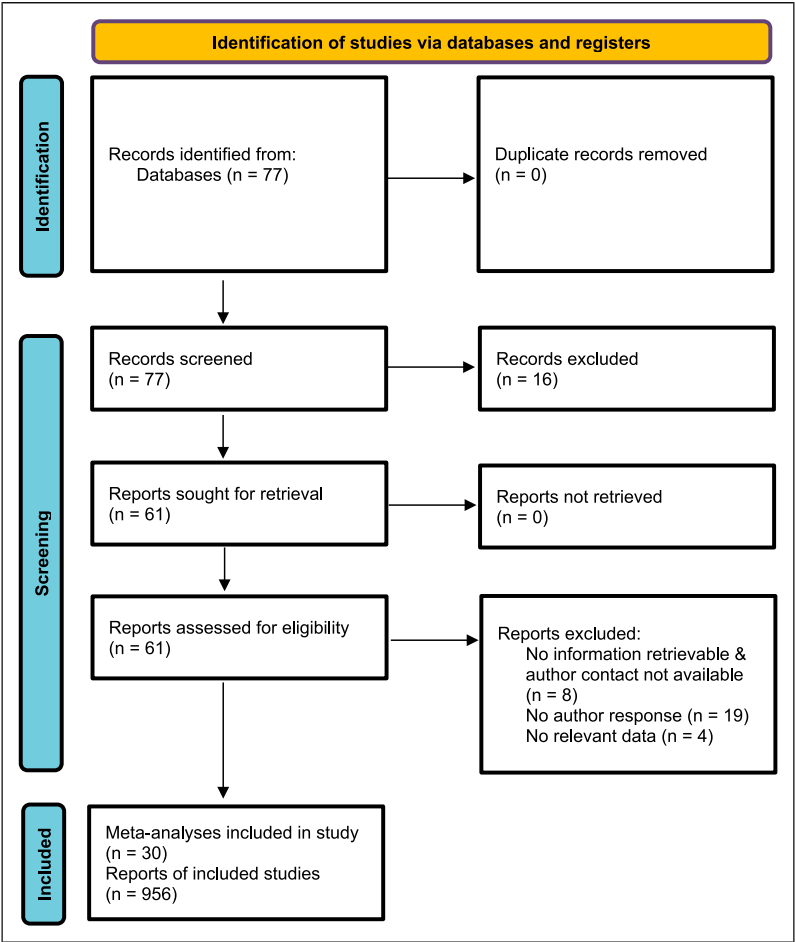 Identification of studies via databases and registers
Identification
Records identified from:
Databases (n = 77)
Duplicate records removed
(n = 0)
Screening
Records screened
(n = 77)
Records excluded
(n = 16)
Reports sought for retrieval
(n = 61)
Reports not retrieved
(n = 0)
Reports assessed for eligibility
(n = 61)
Reports excluded:
No information retrievable &
author contact not available
(n = 8)
No author response (n = 19)
No relevant data (n = 4)
Included
Meta-analyses included in study
(n = 30)
Reports of included studies
(n = 956)